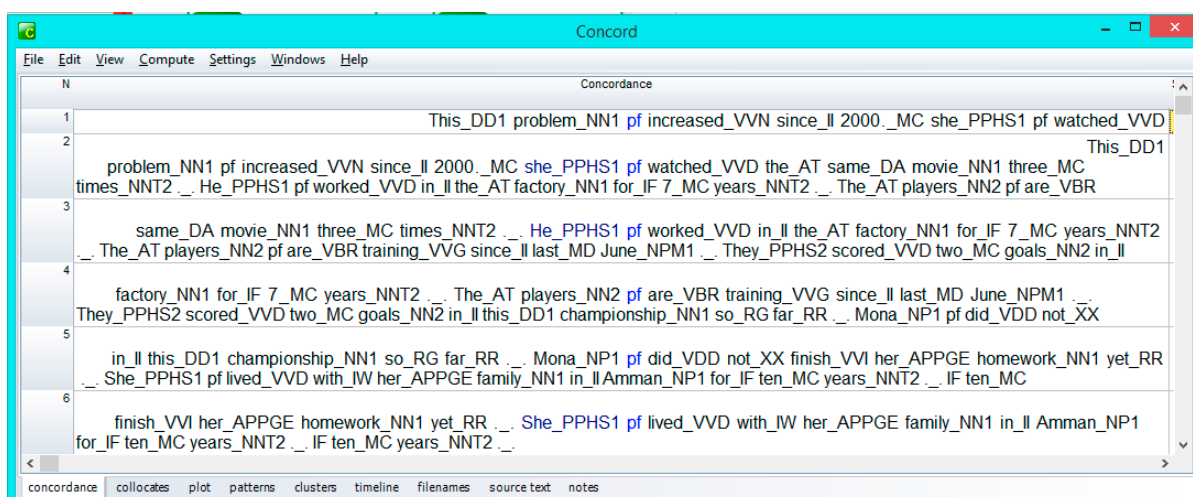 Concord
File Edit View Compute Settings Windows Help
N Concordance
1 This_DD1 problem_NN1 pf increased_VVN since_II 2000._MC she_PPHS1 pf watched_VVD
2 This_DD1
problem_NN1 pf increased_VVN since_II 2000._MC she_PPHS1 pf watched_VVD the_AT same_DA movie_NN1 three_MC
times_NNT2 ._. He_PPHS1 pf worked_VVD in_II the_AT factory_NN1 for_IF 7_MC years_NNT2 ._. The_AT players_NN2 pf are_VBR
3
same_DA movie_NN1 three_MC times_NNT2 ._. He_PPHS1 pf worked_VVD in_II the_AT factory_NN1 for_IF 7_MC years_NNT2
._. The_AT players_NN2 pf are_VBR training_VVG since_II last_MD June_NPM1 ._. They_PPHS2 scored_VVD two_MC goals_NN2 in_II
4
factory_NN1 for_IF 7_MC years_NNT2 ._. The_AT players_NN2 pf are_VBR training_VVG since_II last_MD June_NPM1 ._.
They_PPHS2 scored_VVD two_MC goals_NN2 in_II this_DD1 championship_NN1 so_RG far_RR ._. Mona_NP1 pf did_VDD not_XX
5
in_II this_DD1 championship_NN1 so_RG far_RR ._. Mona_NP1 pf did_VDD not_XX finish_VVI her_APPGE homework_NN1 yet_RR
._. She_PPHS1 pf lived_VVD with_IW her_APPGE family_NN1 in_II Amman_NP1 for_IF ten_MC years_NNT2 ._. IF ten_MC
6
finish_VVI her_APPGE homework_NN1 yet_RR ._. She_PPHS1 pf lived_VVD with_IW her_APPGE family_NN1 in_II Amman_NP1
for_IF ten_MC years_NNT2 ._. IF ten_MC years_NNT2 ._.
concordance collocates plot patterns clusters timeline filenames source text notes